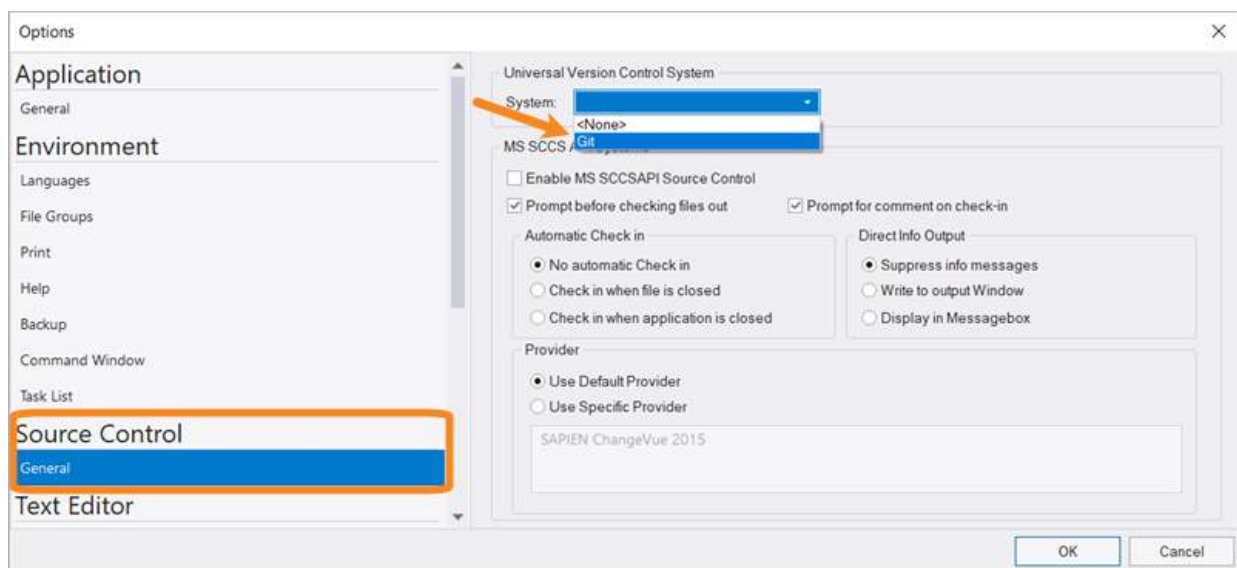 Options
Application
General
Environment
Languages
File Groups
Print
Help
Backup
Command Window
Task List
Source Control
General
Text Editor
Universal Version Control System
System:
<None>
Git
MS SCCS
Enable MS SCCSAPI Source Control
Prompt before checking files out
Prompt for comment on check-in
Automatic Check in
No automatic Check in
Check in when file is closed
Check in when application is closed
Direct Info Output
Suppress info messages
Write to output Window
Display in Messagebox
Provider
Use Default Provider
Use Specific Provider
SAPIEN ChangeVue 2015
OK
Cancel